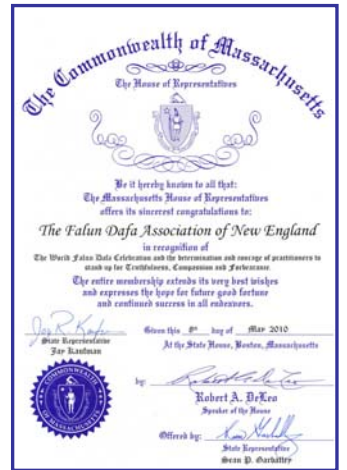 The Commonwealth of Massachusetts
The House of Representatives
Be it hereby known to all that:
The Massachusetts House of Representatives
offers its sincerest congratulations to:
The Falun Dafa Association of New England
in recognition of
The World Falun Dafa Celebration and the determination and courage of practitioners to
stand up for Truthfulness, Compassion and Forbearance.
The entire membership extends its very best wishes
and expresses the hope for future good fortune
and continued success in all endeavors.
Given this 8th day of May 2010
At the State House, Boston, Massachusetts
State Representative
Jay Kaufman
by:
Robert A. DeLeo
Speaker of the House
Offered by:
State Representative
Sean P. Garballey
COMMONWEALTH
OF MASSACHUSETTS